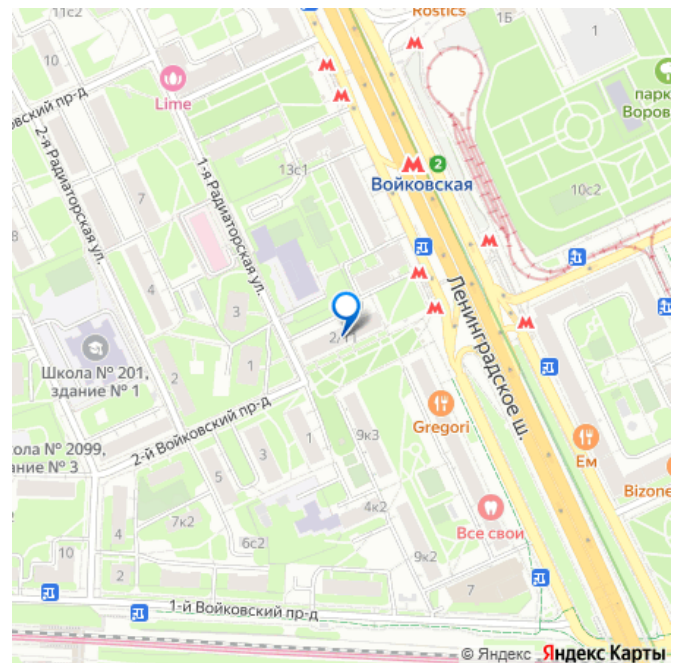 Rostics
11с2
1Б
1
10
парк
Воров
Lime
овский пр-д
2-я Радиаторская ул.
1-я Радиаторская ул.
13с1
2
Войковская
10с2
7
8
4
3
Ленинградское ш.
2/11
Школа № 201,
здание № 1
2
1
Gregori
2-й Войковский пр-д
1
9к3
Ем
кола № 2099,
ание № 3
3
5
Bizone
7к2
4к2
Все свои
4
6с2
9к2
10
2
7
1-й Войковский пр-д
© Яндекс Яндекс Карты